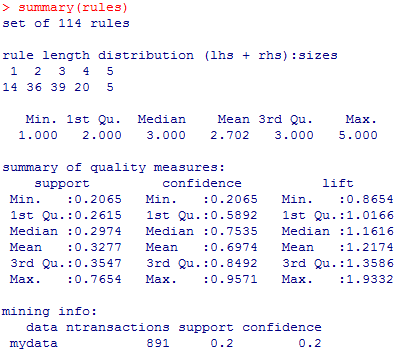 > summary(rules)
set of 114 rules
rule length distribution (lhs + rhs):sizes
1 2 3 4 5
14 36 39 20 5
Min. 1st Qu. Median Mean 3rd Qu. Max.
1.000 2.000 3.000 2.702 3.000 5.000
summary of quality measures:
support confidence lift
Min. :0.2065 Min. :0.2065 Min. :0.8654
1st Qu.:0.2615 1st Qu.:0.5892 1st Qu.:1.0166
Median :0.2974 Median :0.7535 Median :1.1616
Mean :0.3277 Mean :0.6974 Mean :1.2174
3rd Qu.:0.3547 3rd Qu.:0.8492 3rd Qu.:1.3586
Max. :0.7654 Max. :0.9571 Max. :1.9332
mining info:
data ntransactions support confidence
mydata 891 0.2 0.2